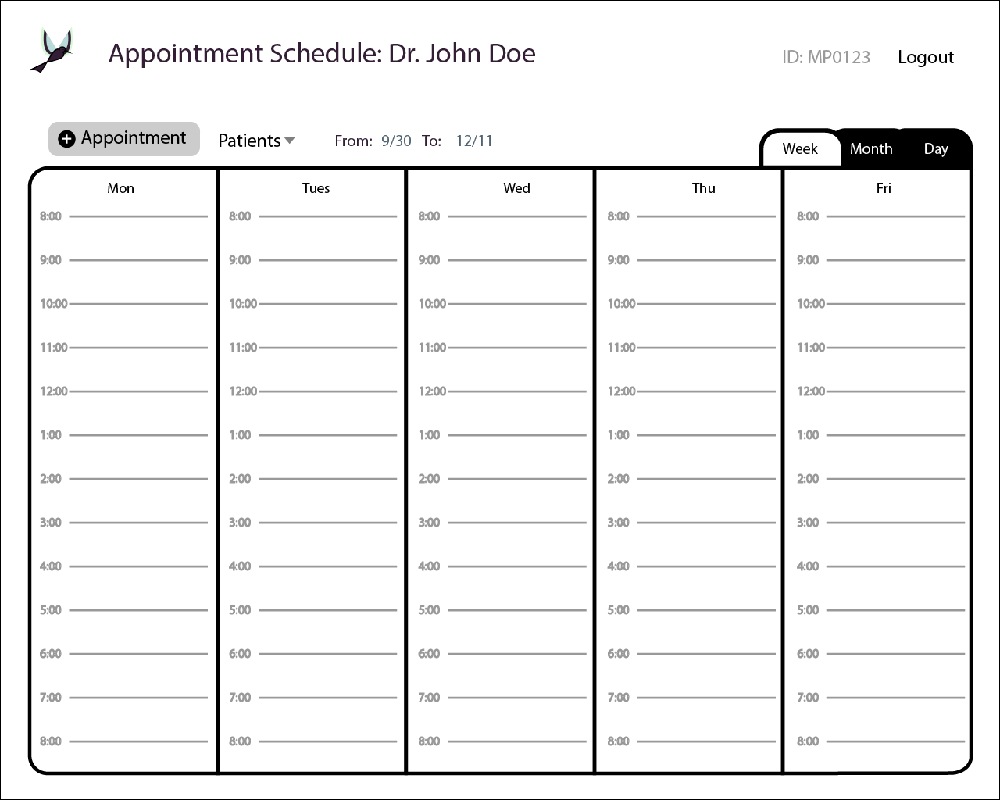 Appointment Schedule: Dr. John Doe
ID: MP0123 Logout
Appointment Patients From: 9/30 To: 12/11
Week Month Day
Mon Tues Wed Thu Fri
8:00 8:00 8:00 8:00 8:00
9:00 9:00 9:00 9:00 9:00
10:00 10:00 10:00 10:00 10:00
11:00 11:00 11:00 11:00 11:00
12:00 12:00 12:00 12:00 12:00
1:00 1:00 1:00 1:00 1:00
2:00 2:00 2:00 2:00 2:00
3:00 3:00 3:00 3:00 3:00
4:00 4:00 4:00 4:00 4:00
5:00 5:00 5:00 5:00 5:00
6:00 6:00 6:00 6:00 6:00
7:00 7:00 7:00 7:00 7:00
8:00 8:00 8:00 8:00 8:00